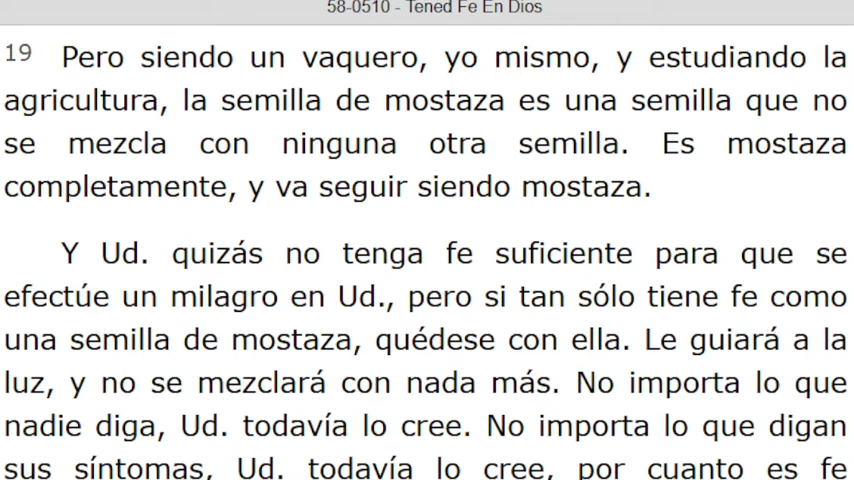 58-0510 - Tened Fe En Dios
19 Pero siendo un vaquero, yo mismo, y estudiando la
agricultura, la semilla de mostaza es una semilla que no
se mezcla con ninguna otra semilla. Es mostaza
completamente, y va seguir siendo mostaza.
Y Ud. quizás no tenga fe suficiente para que se
efectúe un milagro en Ud., pero si tan sólo tiene fe como
una semilla de mostaza, quédese con ella. Le guiará a la
luz, y no se mezclará con nada más. No importa lo que
nadie diga, Ud. todavía lo cree. No importa lo que digan
sus síntomas, Ud. todavía lo cree, por cuanto es fe